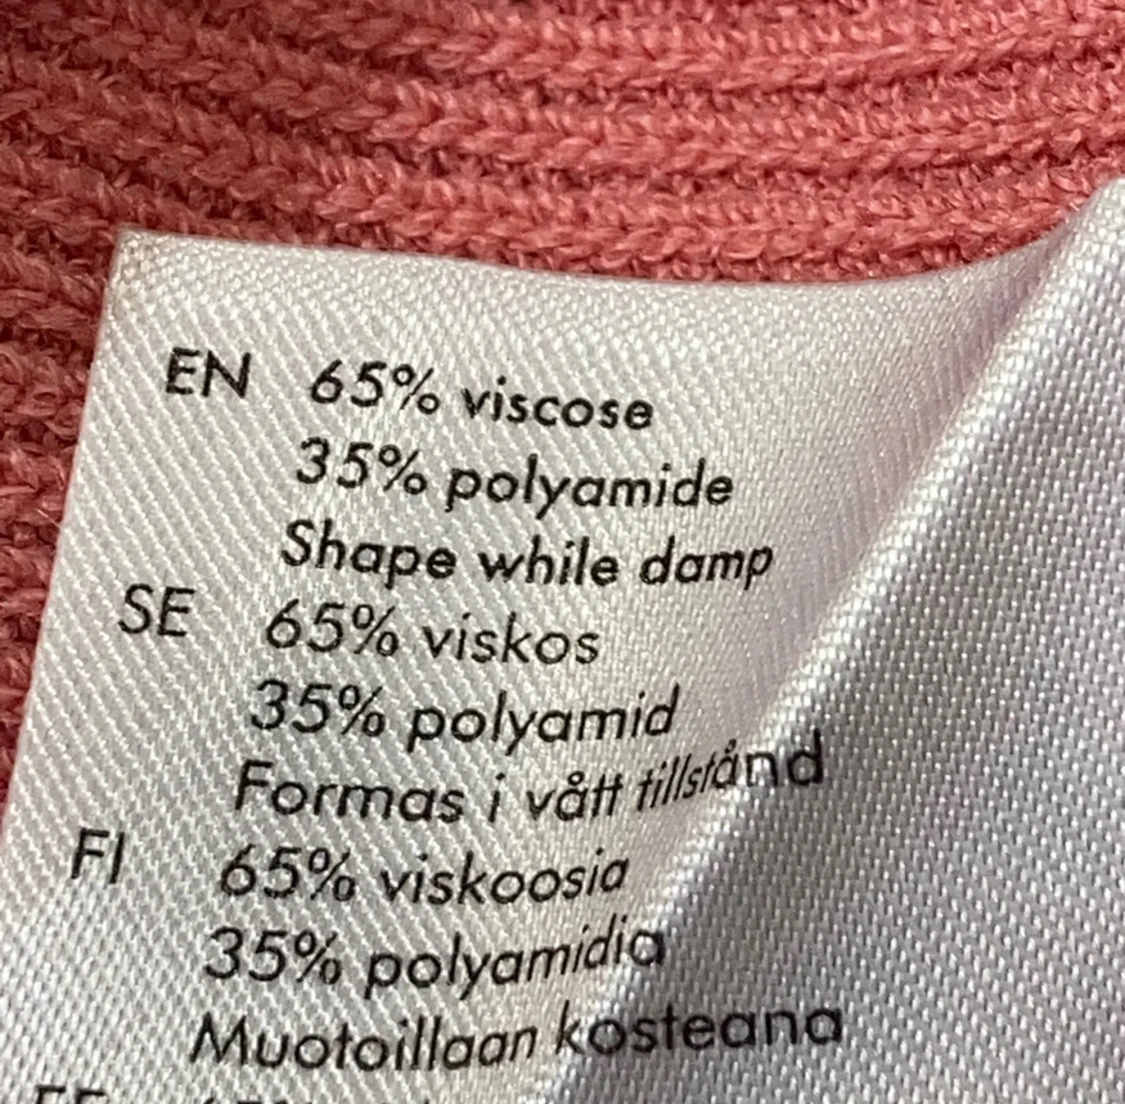 EN 65% viscose
35% polyamide
Shape while damp
SE 65% viskos
35% polyamid
Formas i vått tillstånd
FI 65% viskoosia
35% polyamidia
Muotoillaan kosteana